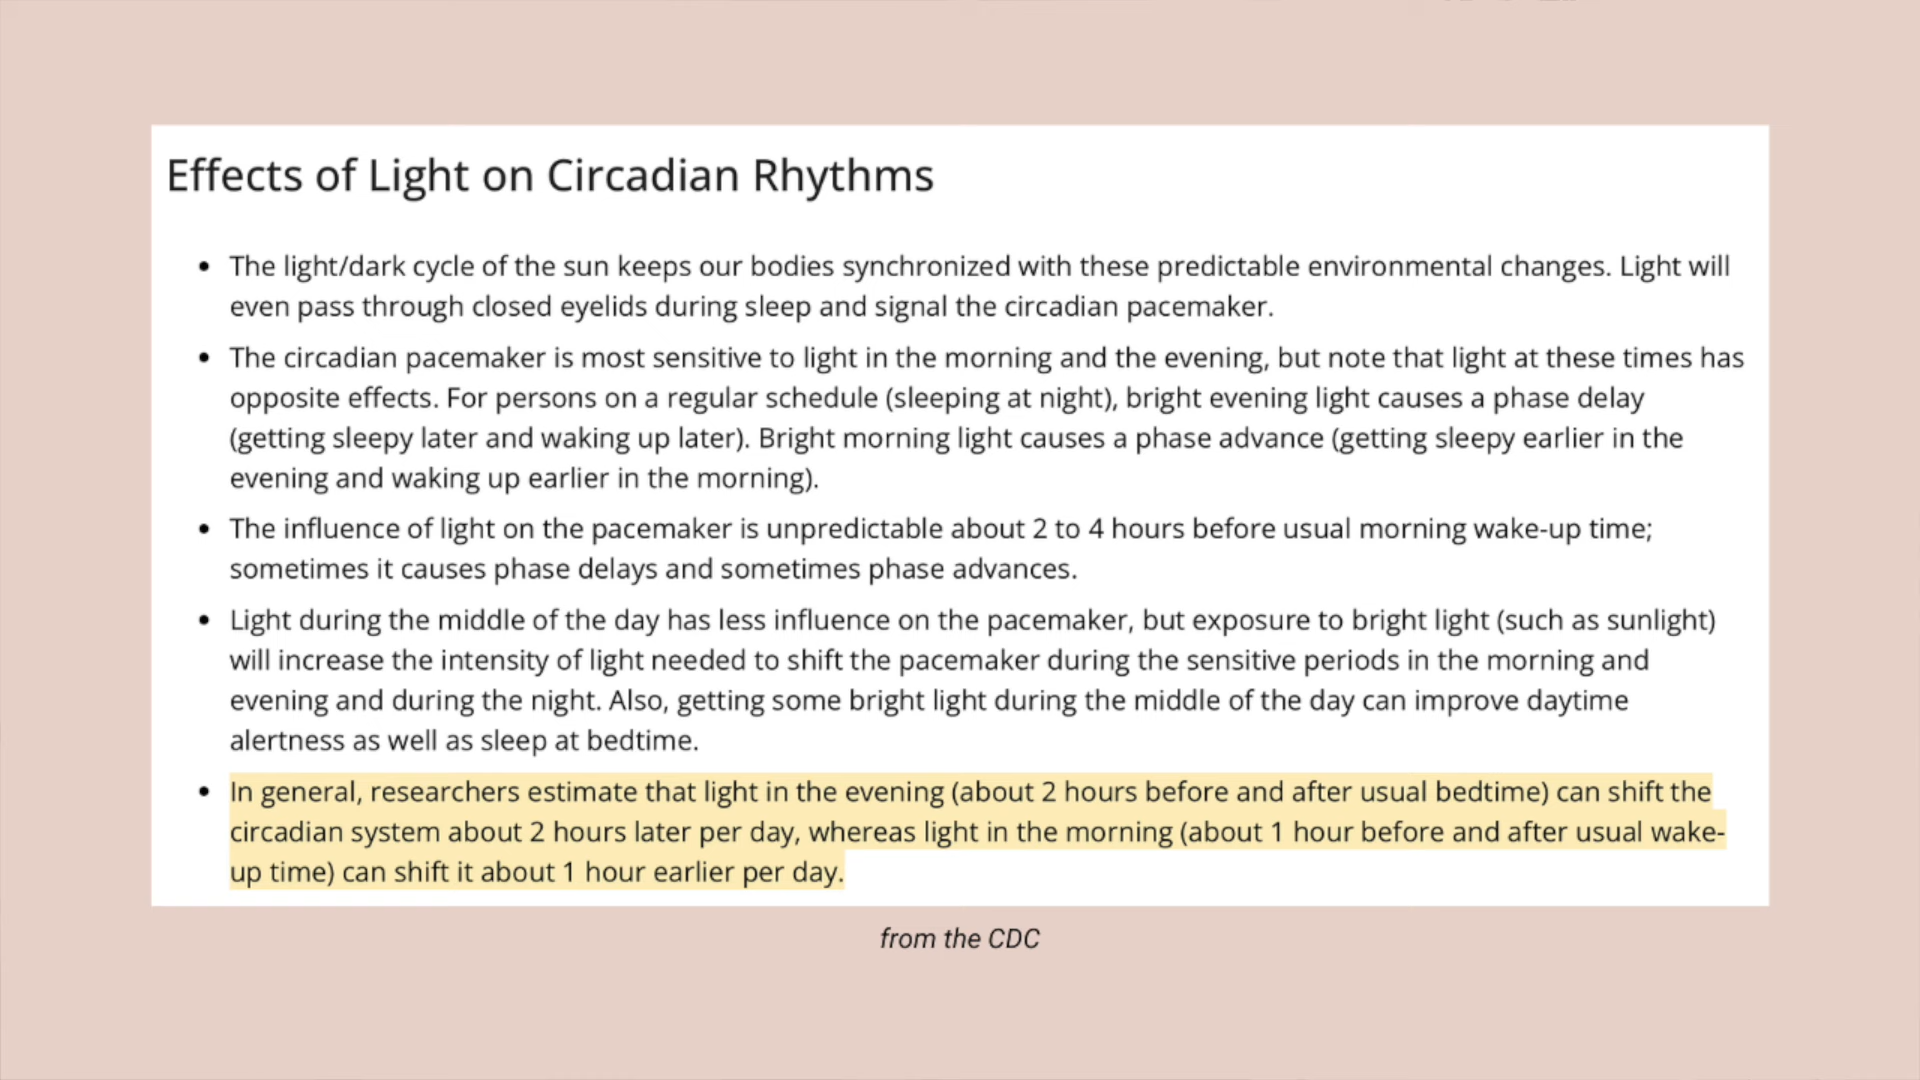 Effects of Light on Circadian Rhythms
• The light/dark cycle of the sun keeps our bodies synchronized with these predictable environmental changes. Light will
even pass through closed eyelids during sleep and signal the circadian pacemaker.
• The circadian pacemaker is most sensitive to light in the morning and the evening, but note that light at these times has
opposite effects. For persons on a regular schedule (sleeping at night), bright evening light causes a phase delay
(getting sleepy later and waking up later). Bright morning light causes a phase advance (getting sleepy earlier in the
evening and waking up earlier in the morning).
• The influence of light on the pacemaker is unpredictable about 2 to 4 hours before usual morning wake-up time;
sometimes it causes phase delays and sometimes phase advances.
• Light during the middle of the day has less influence on the pacemaker, but exposure to bright light (such as sunlight)
will increase the intensity of light needed to shift the pacemaker during the sensitive periods in the morning and
evening and during the night. Also, getting some bright light during the middle of the day can improve daytime
alertness as well as sleep at bedtime.
• In general, researchers estimate that light in the evening (about 2 hours before and after usual bedtime) can shift the
circadian system about 2 hours later per day, whereas light in the morning (about 1 hour before and after usual wake-
up time) can shift it about 1 hour earlier per day.
from the CDC